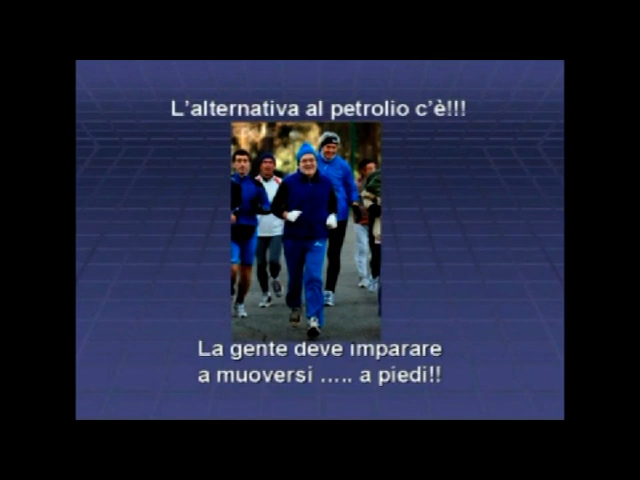 L'alternativa al petrolio c'è!!!
La gente deve imparare
a muoversi ..... a piedi!!